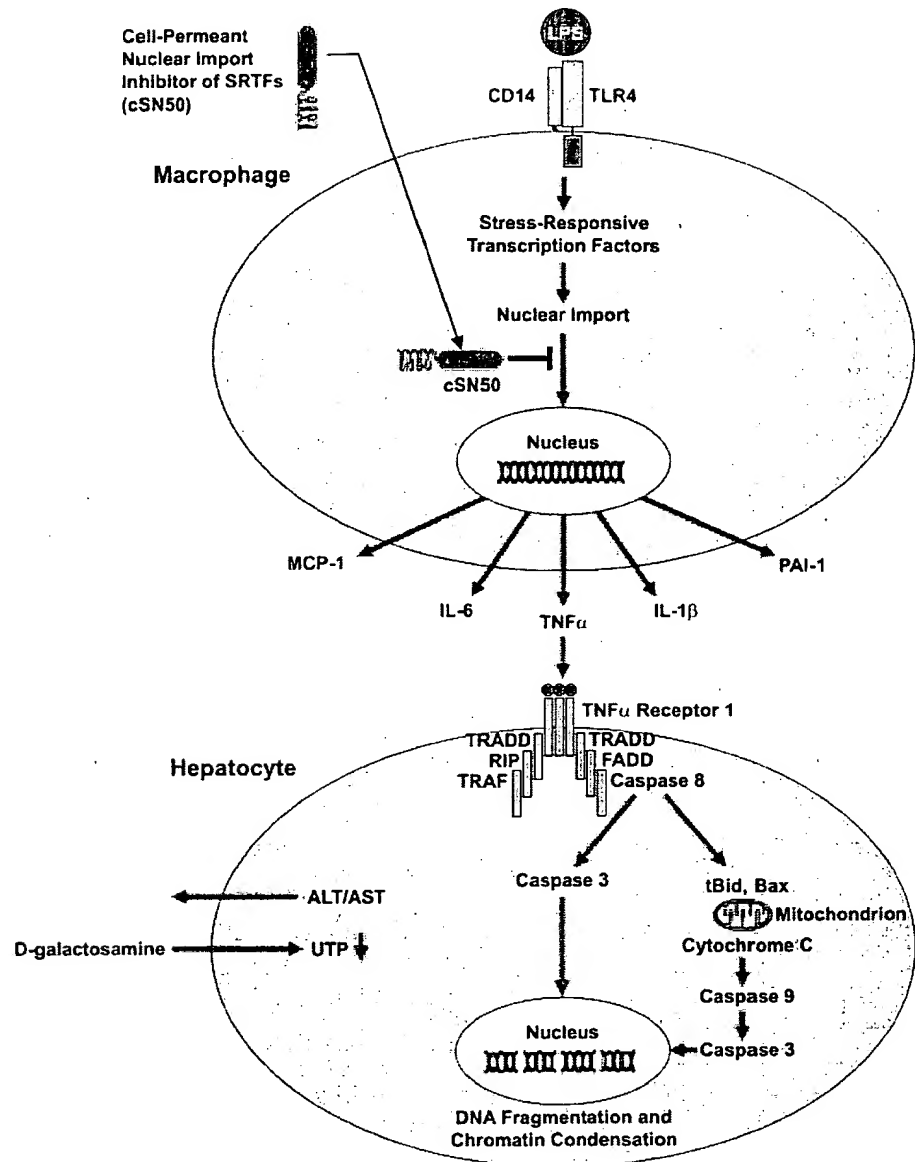 Cell-Permeant
Nuclear Import
Inhibitor of SRTFs
(cSN50)
LPS
CD14
TLR4
Macrophage
Stress-Responsive
Transcription Factors
Nuclear Import
cSN50
Nucleus
MCP-1
PAI-1
IL-6
IL-1β
TNFα
TNFα Receptor 1
TRADD
TRADD
Hepatocyte
RIP
FADD
TRAF
Caspase 8
Caspase 3
tBid, Bax
ALT/AST
Mitochondrion
D-galactosamine
UTP
Cytochrome C
Caspase 9
Nucleus
Caspase 3
DNA Fragmentation and
Chromatin Condensation